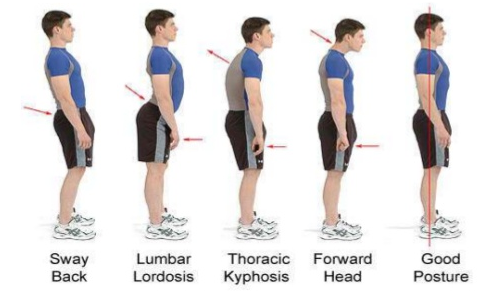 Sway
Back
Lumbar
Lordosis
Thoracic
Kyphosis
Forward
Head
Good
Posture